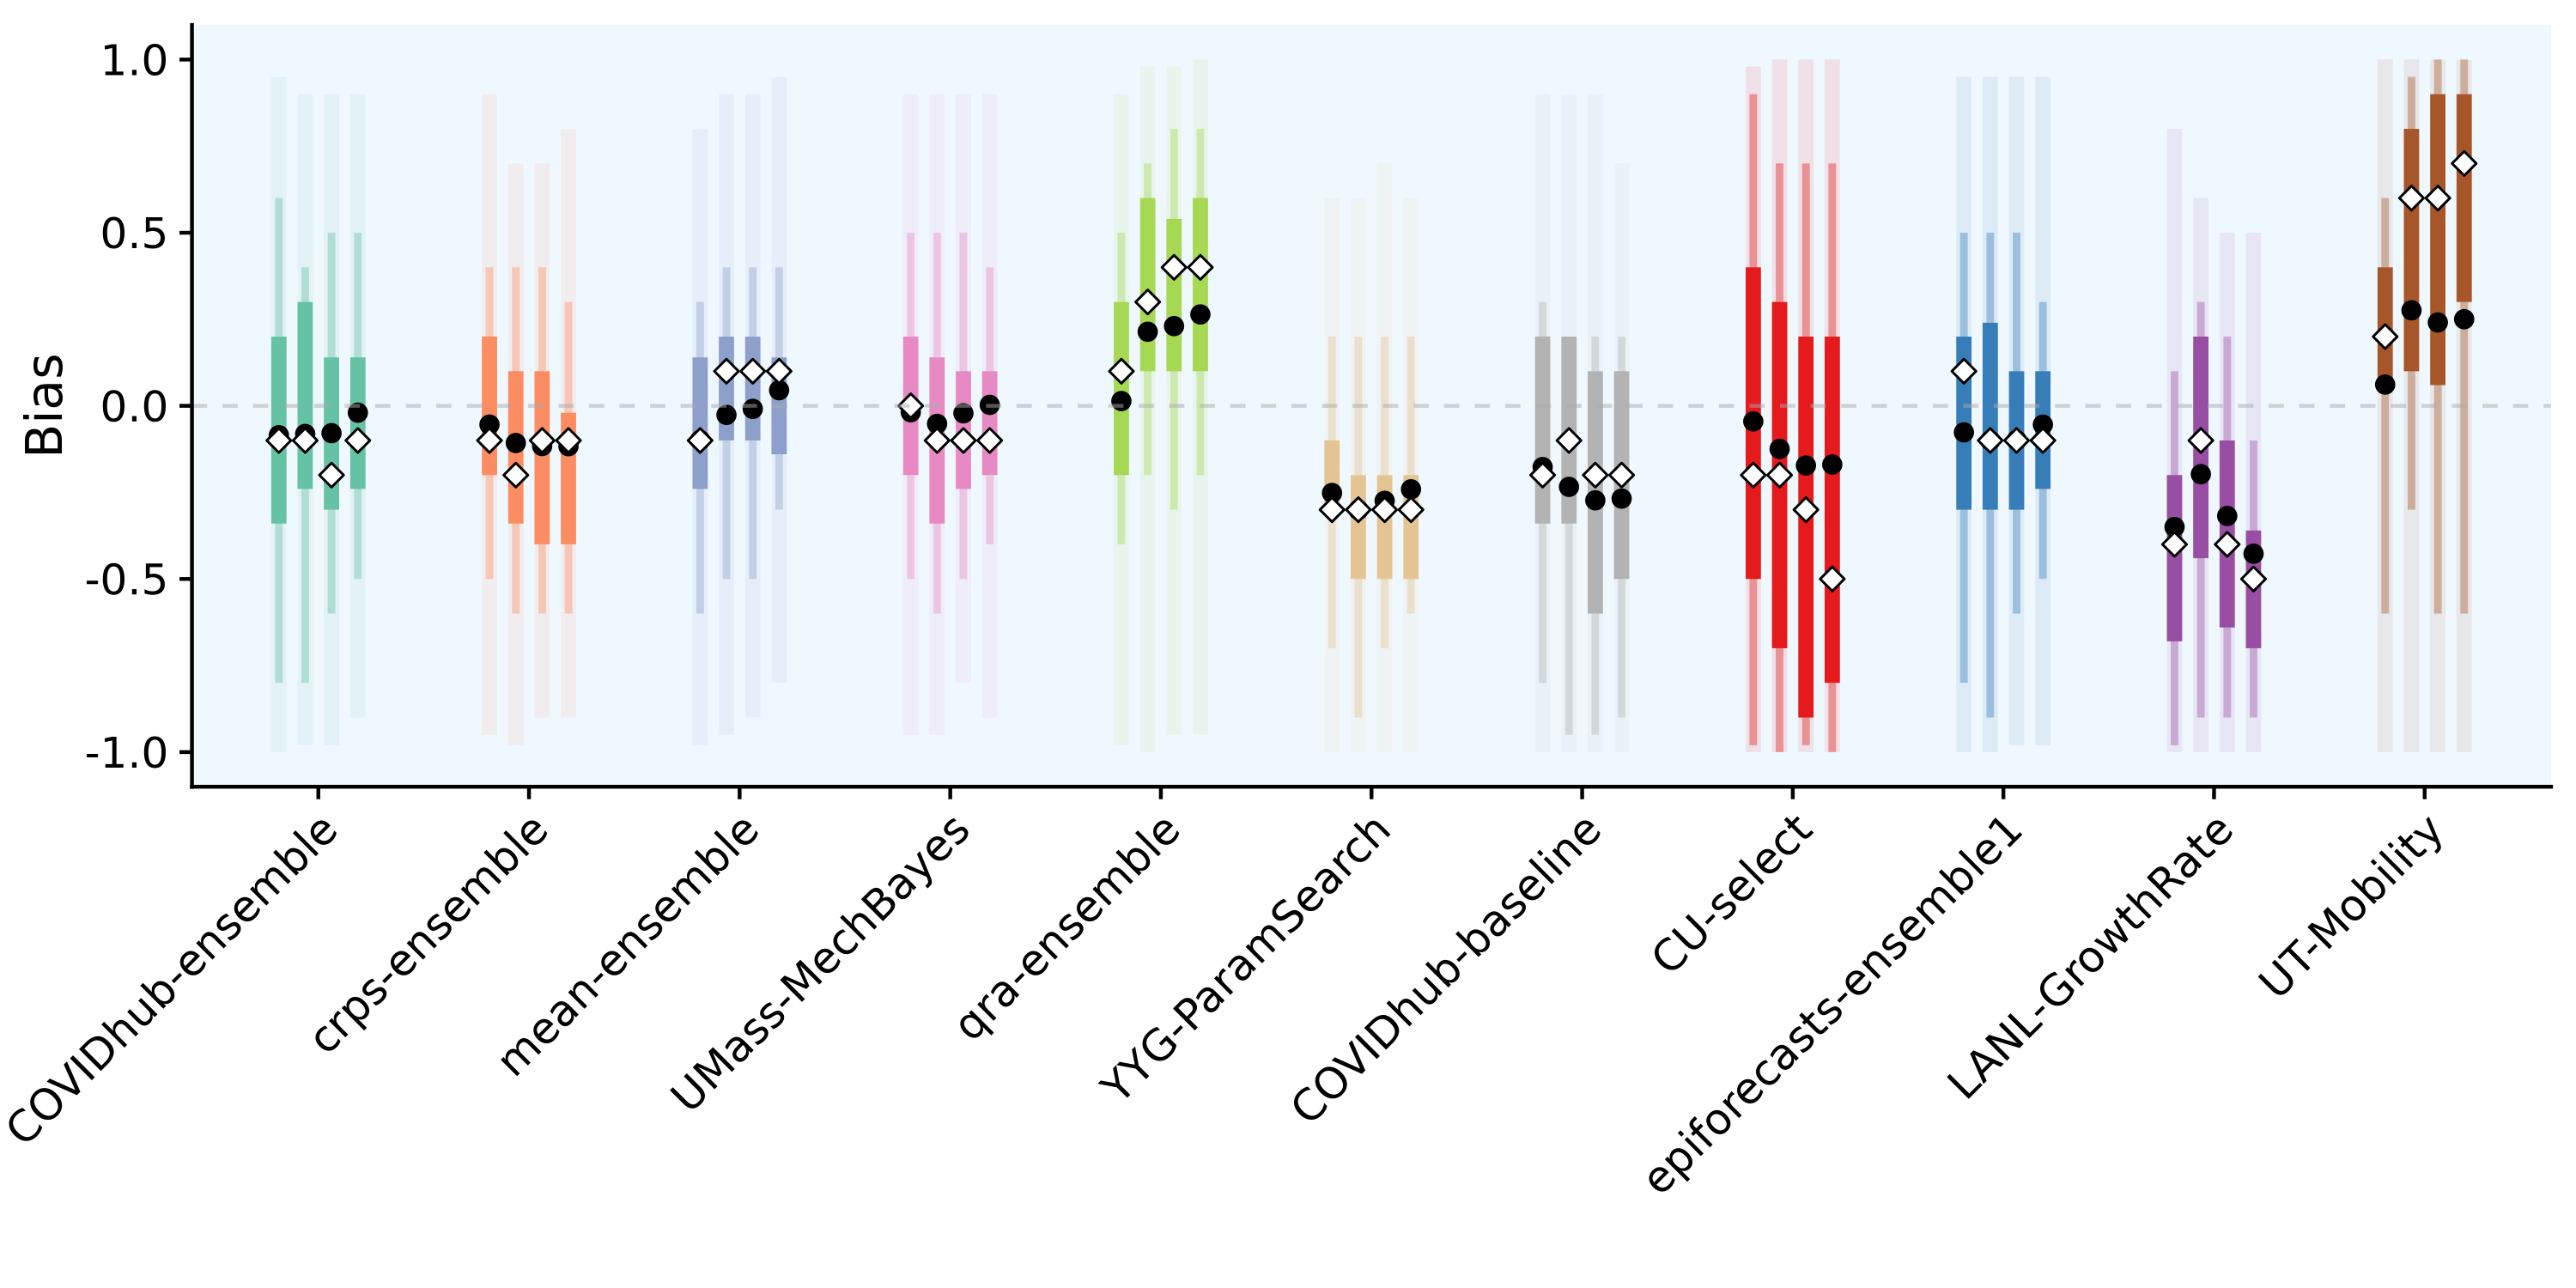 Bias
1.0
0.5
0.0
-0.5
-1.0
COVIDhub-ensemble
crps-ensemble
mean-ensemble
UMass-MechBayes
qra-ensemble
YYG-ParamSearch
COVIDhub-baseline
CU-select
epiforecasts-ensemble1
LANL-GrowthRate
UT-Mobility